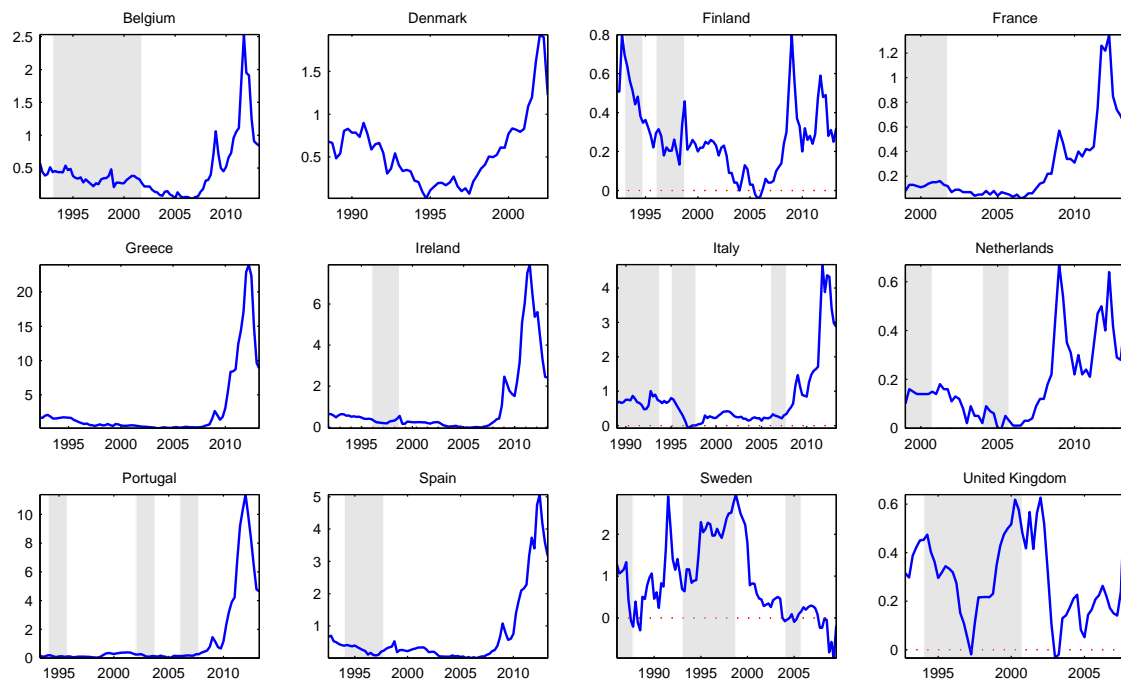 Belgium
2.5
2
1.5
1
0.5
1995 2000 2005 2010
Denmark
1.5
1
0.5
1990 1995 2000
Finland
0.8
0.6
0.4
0.2
0
1995 2000 2005 2010
France
1.2
1
0.8
0.6
0.4
0.2
2000 2005 2010
Greece
20
15
10
5
1995 2000 2005 2010
Ireland
6
4
2
0
1995 2000 2005 2010
Italy
4
3
2
1
0
1990 1995 2000 2005 2010
Netherlands
0.6
0.4
0.2
0
2000 2005 2010
Portugal
10
8
6
4
2
0
1995 2000 2005 2010
Spain
5
4
3
2
1
1995 2000 2005 2010
Sweden
2
1
0
1990 1995 2000 2005
United Kingdom
0.6
0.4
0.2
0
1995 2000 2005